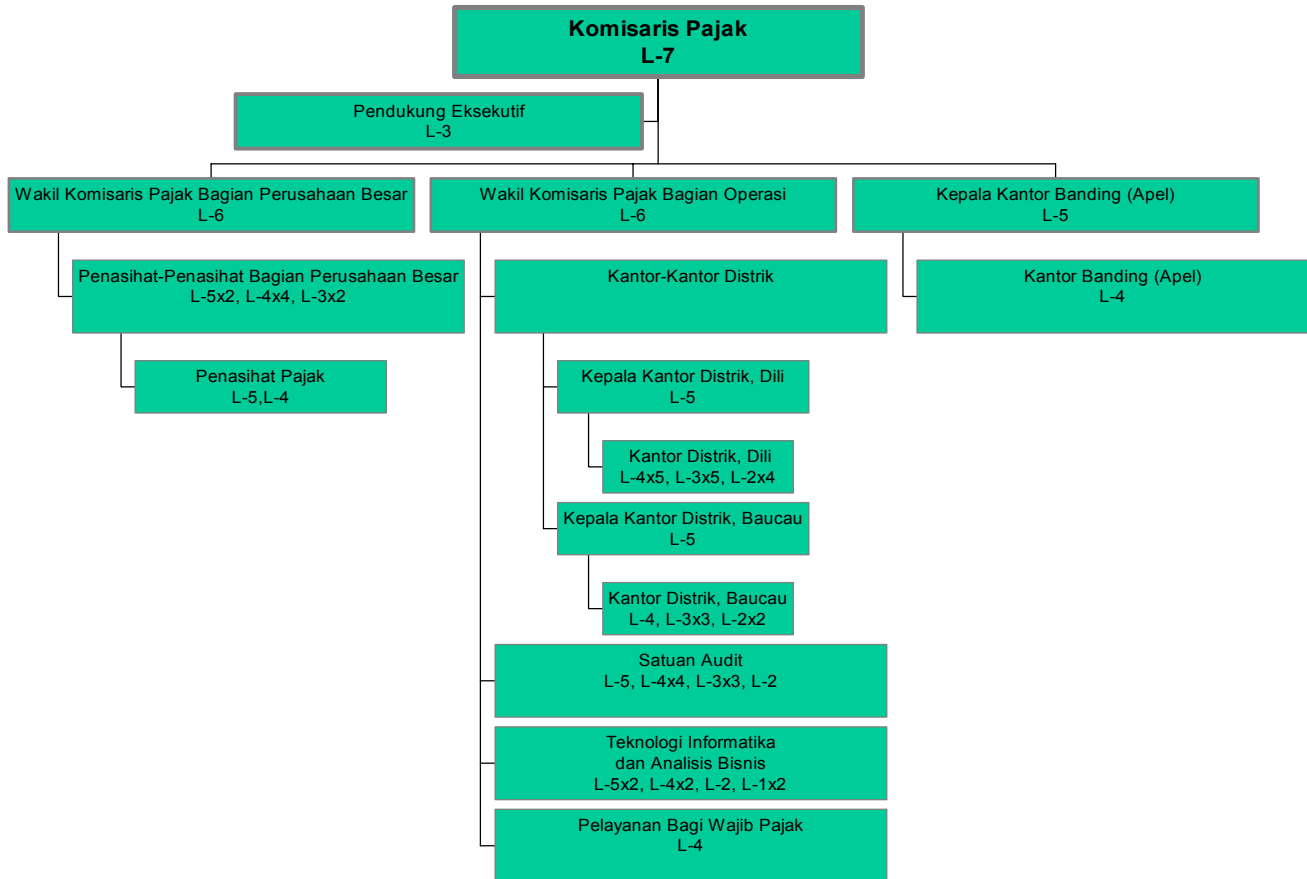 Komisaris Pajak
L-7
Pendukung Eksekutif
L-3
Wakil Komisaris Pajak Bagian Perusahaan Besar
L-6
Penasihat-Penasihat Bagian Perusahaan Besar
L-5x2, L-4x4, L-3x2
Penasihat Pajak
L-5,L-4
Wakil Komisaris Pajak Bagian Operasi
L-6
Kantor-Kantor Distrik
Kepala Kantor Distrik, Dili
L-5
Kantor Distrik, Dili
L-4x5, L-3x5, L-2x4
Kepala Kantor Distrik, Baucau
L-5
Kantor Distrik, Baucau
L-4, L-3x3, L-2x2
Satuan Audit
L-5, L-4x4, L-3x3, L-2
Teknologi Informatika
dan Analisis Bisnis
L-5x2, L-4x2, L-2, L-1x2
Pelayanan Bagi Wajib Pajak
L-4
Kepala Kantor Banding (Apel)
L-5
Kantor Banding (Apel)
L-4